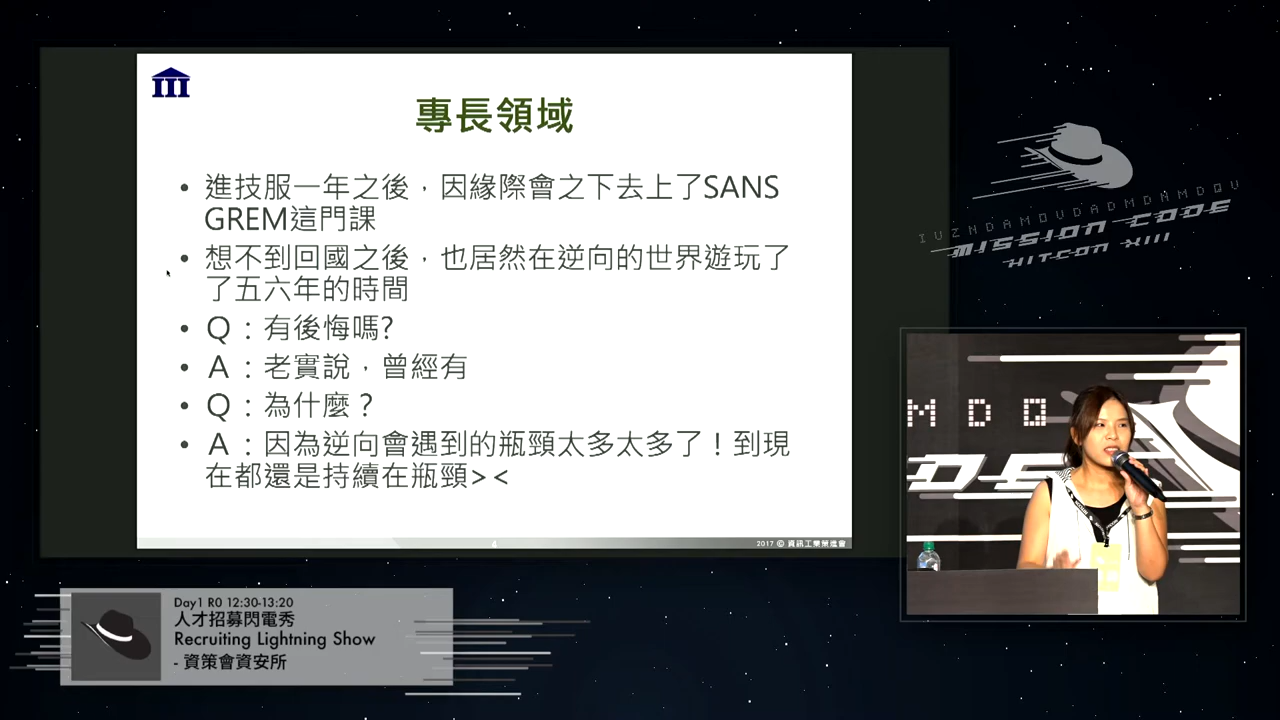 專長領域
• 進技服一年之後，因緣際會之下去上了SANS
GREM這門課
• 想不到回國之後，也居然在逆向的世界遊玩了
了五六年的時間
• Q：有後悔嗎?
• A：老實說，曾經有
• Q：為什麼？
• A：因為逆向會遇到的瓶頸太多太多了！到現
在都還是持續在瓶頸><
4
2017 © 資訊工業策進會
IUZNDAMOVDADMDNMDQV
MISSION CODE
HITCON XIII
MDQ
DE
Day1 R0 12:30-13:20
人才招募閃電秀
Recruiting Lightning Show
- 資策會資安所